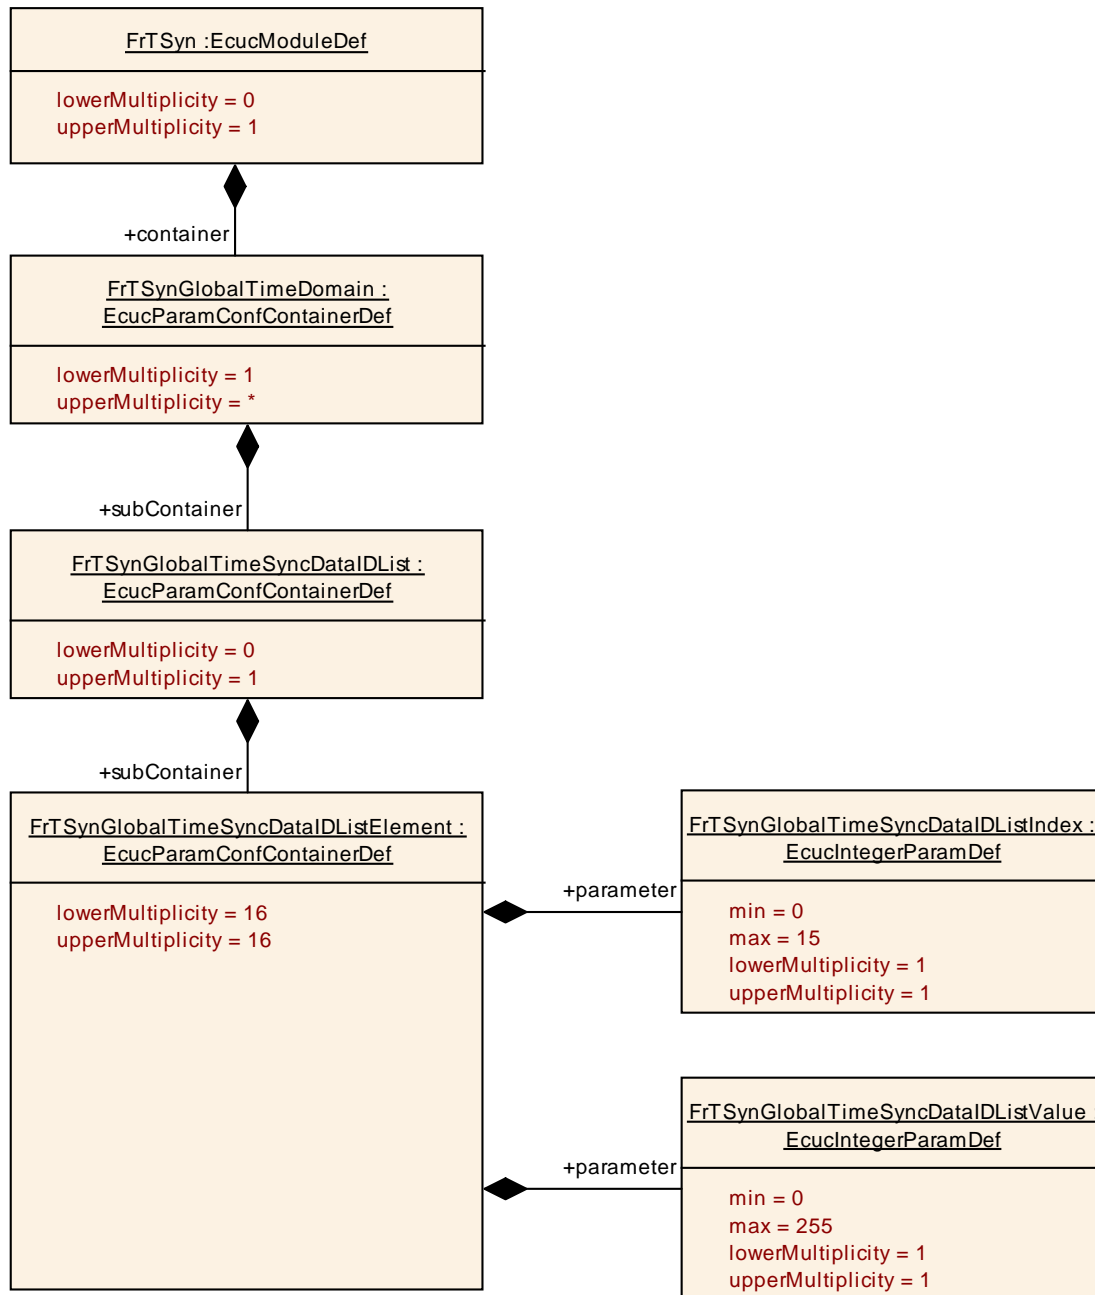 FrTSyn :EcucModuleDef
lowerMultiplicity = 0
upperMultiplicity = 1
+container
FrTSynGlobalTimeDomain :
EcucParamConfContainerDef
lowerMultiplicity = 1
upperMultiplicity = *
+subContainer
FrTSynGlobalTimeSyncDataIDList :
EcucParamConfContainerDef
lowerMultiplicity = 0
upperMultiplicity = 1
+subContainer
FrTSynGlobalTimeSyncDataIDListElement :
EcucParamConfContainerDef
lowerMultiplicity = 16
upperMultiplicity = 16
+parameter
FrTSynGlobalTimeSyncDataIDListIndex :
EcucIntegerParamDef
min = 0
max = 15
lowerMultiplicity = 1
upperMultiplicity = 1
+parameter
FrTSynGlobalTimeSyncDataIDListValue :
EcucIntegerParamDef
min = 0
max = 255
lowerMultiplicity = 1
upperMultiplicity = 1